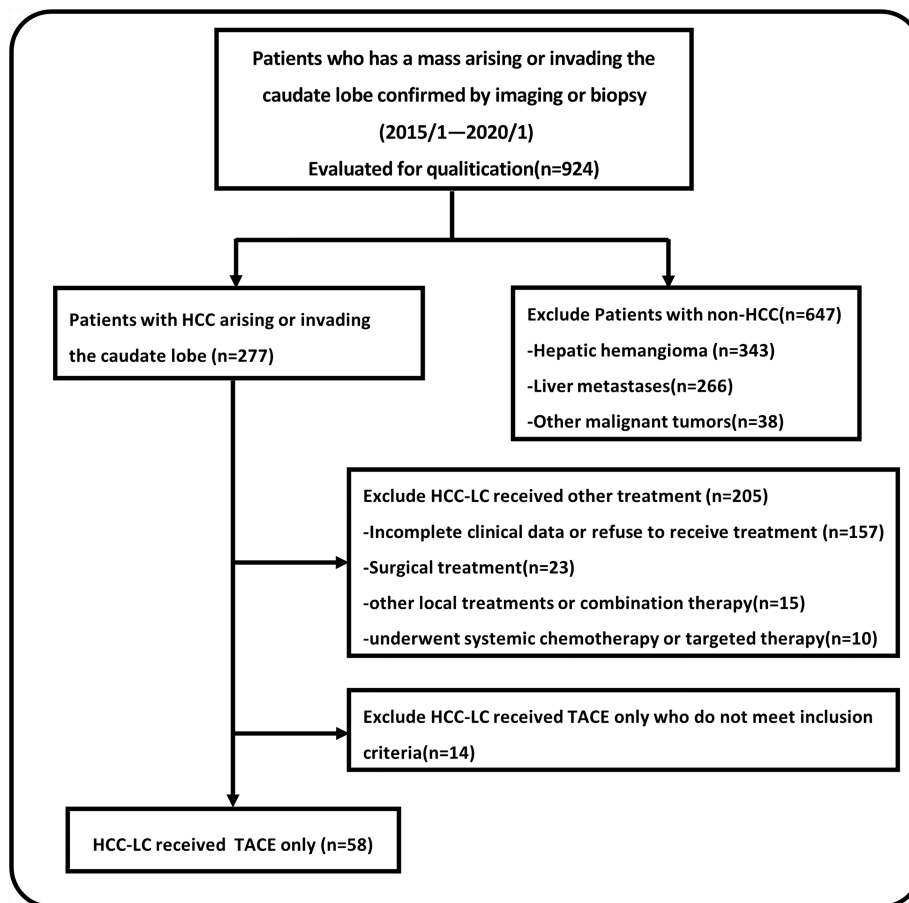 Patients who has a mass arising or invading the
caudate lobe confirmed by imaging or biopsy
(2015/1—2020/1)
Evaluated for qualitication(n=924)
Patients with HCC arising or invading
the caudate lobe (n=277)
Exclude Patients with non-HCC(n=647)
-Hepatic hemangioma (n=343)
-Liver metastases(n=266)
-Other malignant tumors(n=38)
Exclude HCC-LC received other treatment (n=205)
-Incomplete clinical data or refuse to receive treatment (n=157)
-Surgical treatment(n=23)
-other local treatments or combination therapy(n=15)
-underwent systemic chemotherapy or targeted therapy(n=10)
Exclude HCC-LC received TACE only who do not meet inclusion
criteria(n=14)
HCC-LC received  TACE only (n=58)